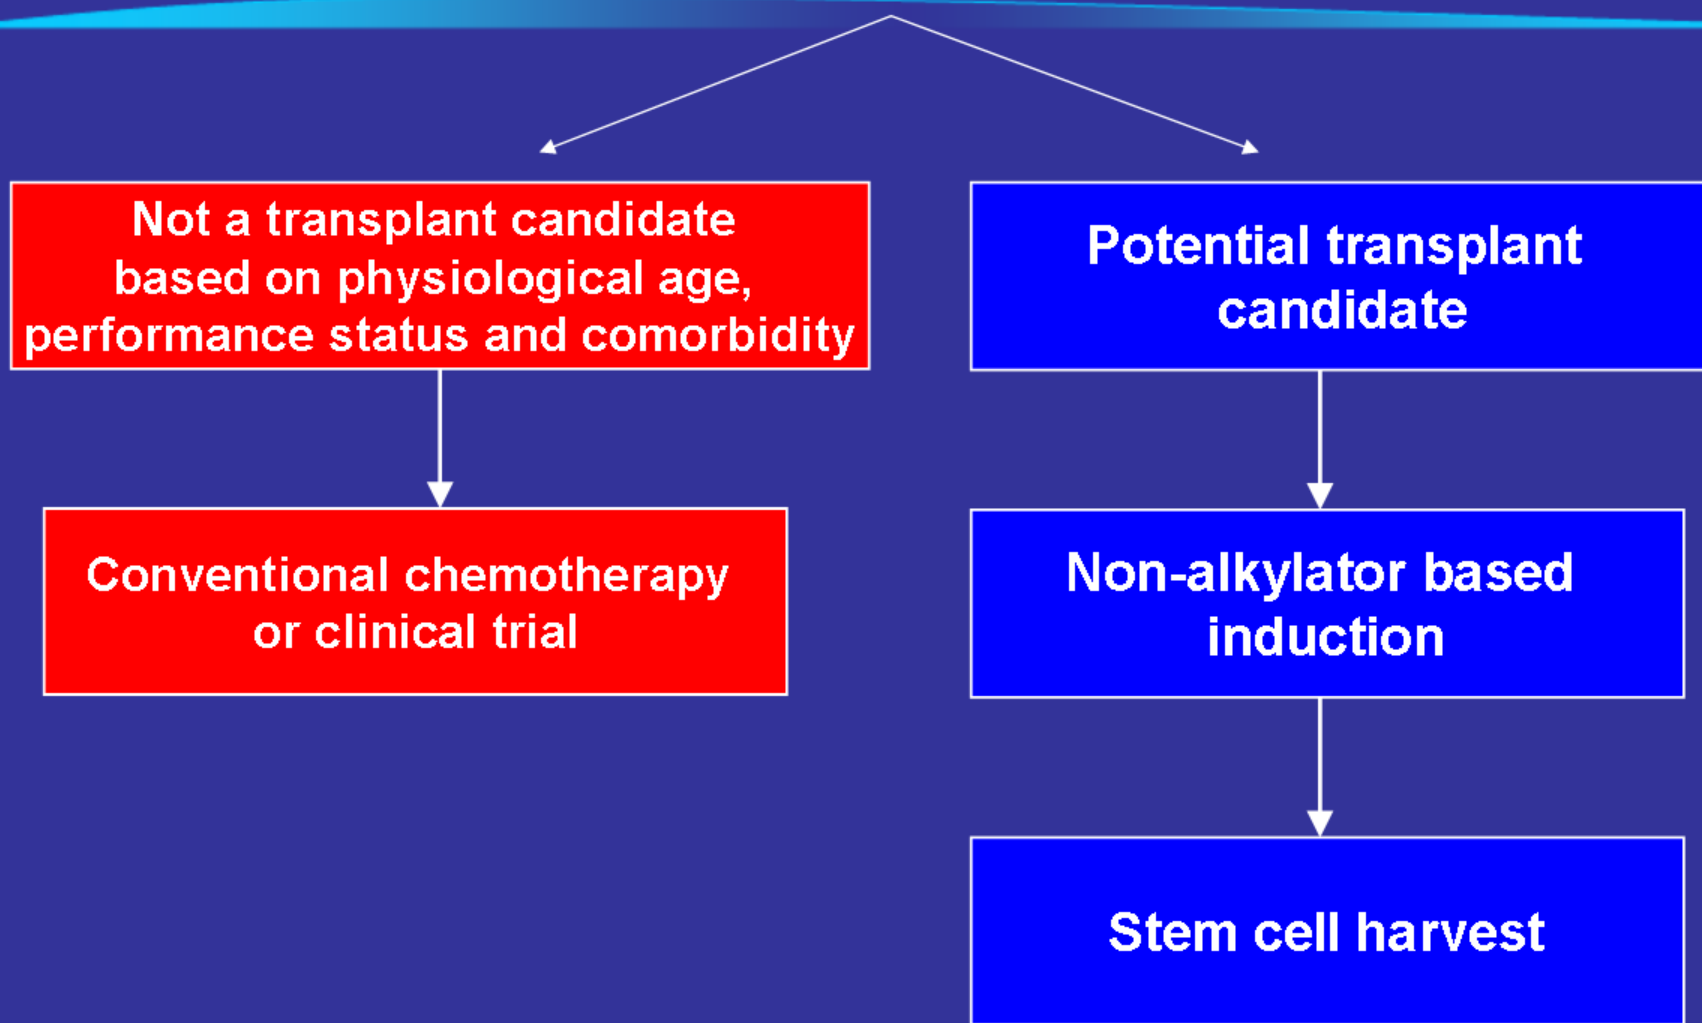 Not a transplant candidate
based on physiological age,
performance status and comorbidity
Potential transplant
candidate
Conventional chemotherapy
or clinical trial
Non-alkylator based
induction
Stem cell harvest